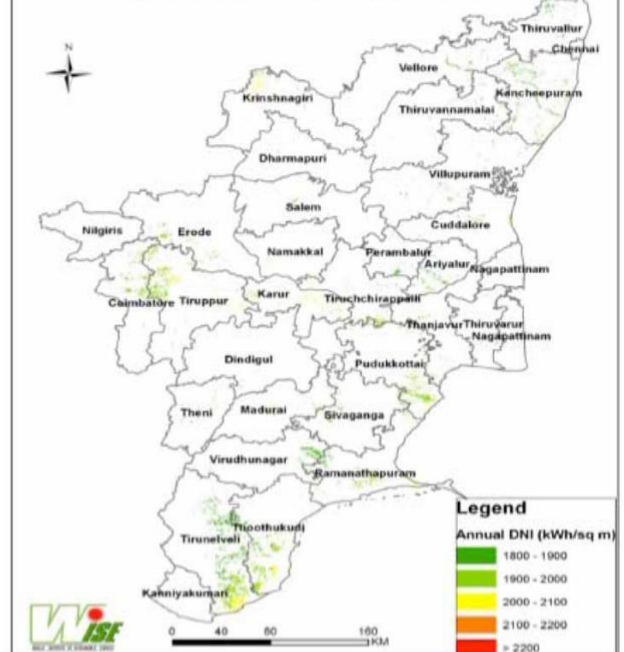 Thiruvallur
Chennai
N
Vellore
Kancheepuram
Krinshnagiri
Thiruvannamalai
Dharmapuri
Villupuram
Salem
Cuddalore
Nilgiris
Erode
Namakkal
Perambalur
Ariyalur
Nagapattinam
Coimbatore
Tiruppur
Karur
Tiruchchirappalli
Thanjavur
Thiruvarur
Nagapattinam
Dindigul
Pudukkottai
Theni
Madurai
Sivaganga
Virudhunagar
Ramanathapuram
Thoothukudi
Tirunelveli
Kanniyakumari
Legend
Annual DNI (kWh/sq m)
1800 - 1900
1900 - 2000
2000 - 2100
2100 - 2200
> 2200
WISE
0 40 80 160
KM